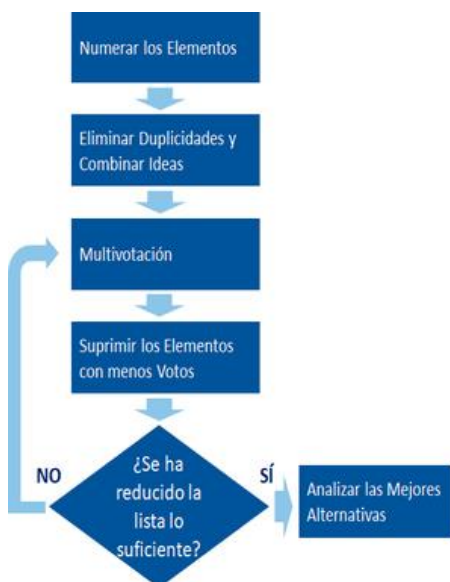 Numerar los Elementos
Eliminar Duplicidades y
Combinar Ideas
Multivotación
Suprimir los Elementos
con menos Votos
¿Se ha
reducido la
lista lo
suficiente?
NO
SÍ
Analizar las Mejores
Alternativas